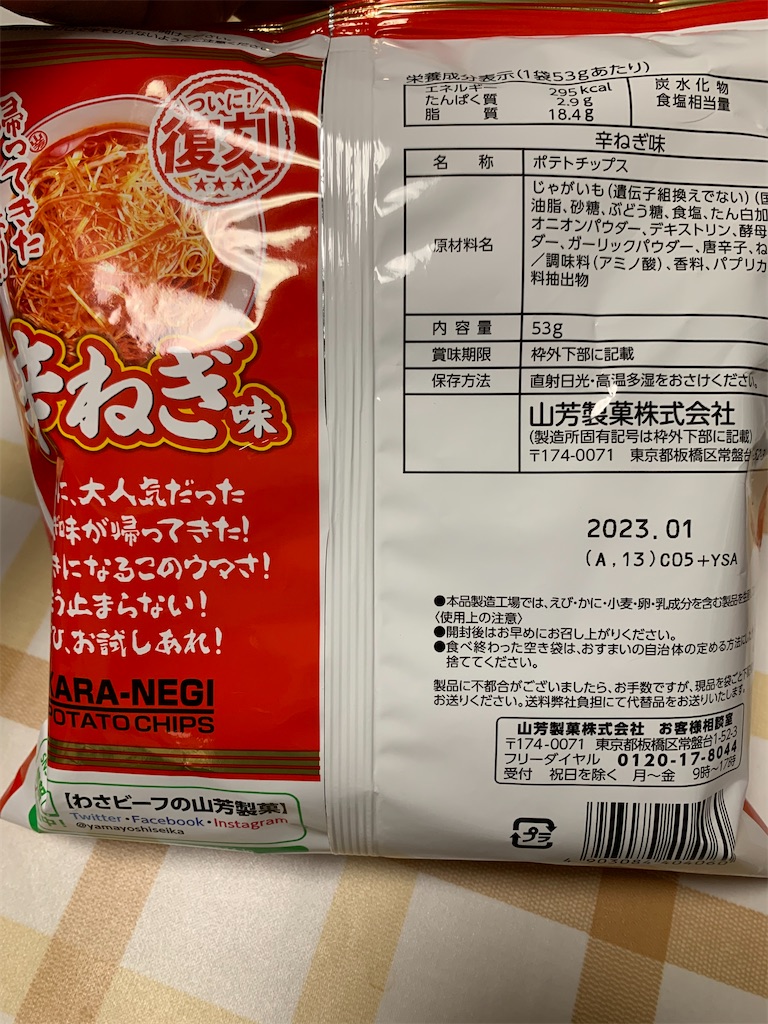 ついに!
復刻
帰ってきた
辛ねぎ味
に、大人気だった
味が帰ってきた!
きになるこのウマさ!
う止まらない!
ひ、お試しあれ!
KARA-NEGI
POTATO CHIPS
【わさビーフの山芳製菓】
Twitter・Facebook・Instagram
@yamayoshiseika
栄養成分表示(1袋53gあたり)
エネルギー 295kcal 炭水化物
たんぱく質 2.9g 食塩相当量
脂質 18.4g
辛ねぎ味
名称 ポテトチップス
原材料名 じゃがいも(遺伝子組換えでない)(国
油脂、砂糖、ぶどう糖、食塩、たん白加
オニオンパウダー、デキストリン、酵母
ダー、ガーリックパウダー、唐辛子、ね
/調味料(アミノ酸)、香料、パプリカ
料抽出物
内容量 53g
賞味期限 枠外下部に記載
保存方法 直射日光・高温多湿をおさけください。
山芳製菓株式会社
(製造所固有記号は枠外下部に記載)
〒174-0071 東京都板橋区常盤台
2023.01
(A,13)C05+YSA
●本品製造工場では、えび・かに・小麦・卵・乳成分を含む製品を生
〈使用上の注意〉
●開封後はお早めにお召し上がりください。
●食べ終わった空き袋は、おすまいの自治体の定める方法に
捨ててください。
製品に不都合がございましたら、お手数ですが、現品を袋ごと下
お送りください。送料弊社負担にて代替品をお送りいたします。
山芳製菓株式会社 お客様相談室
〒174-0071 東京都板橋区常盤台1-52-3
フリーダイヤル 0120-17-8044
受付 祝日を除く 月~金 9時~17時
プラ
4 903084 404060